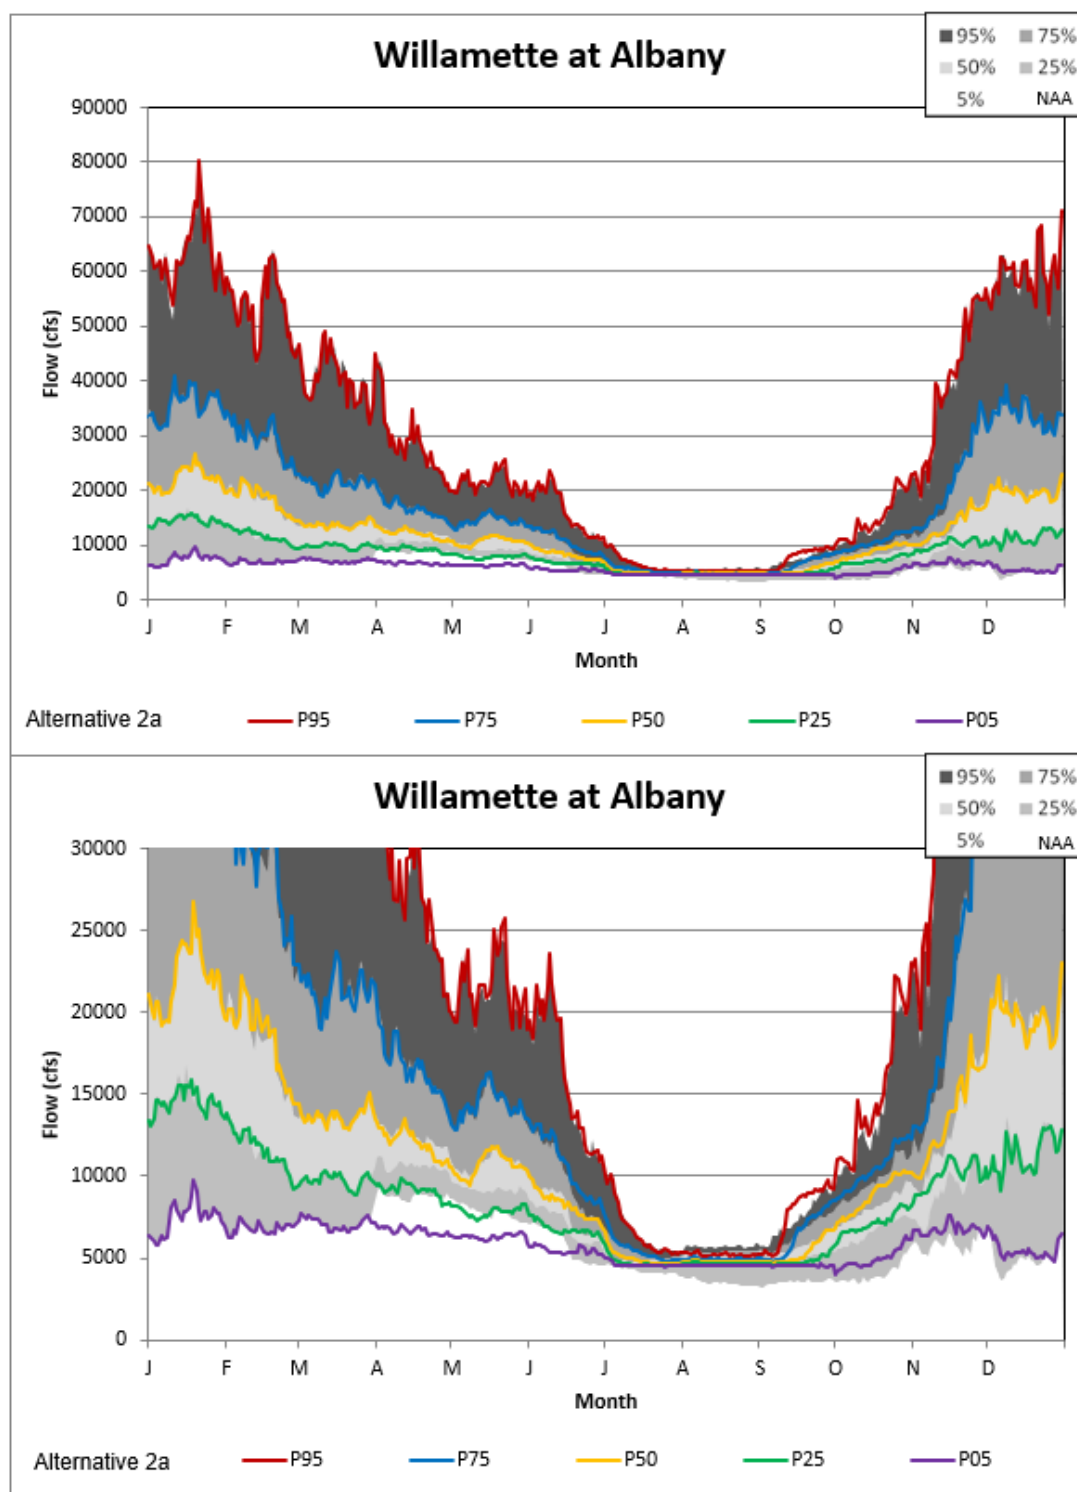 Willamette at Albany
95% 75%
50% 25%
5% NAA
90000
80000
70000
60000
50000
40000
30000
20000
10000
0
Flow (cfs)
J F M A M J J A S O N D
Month
Alternative 2a P95 P75 P50 P25 P05
Willamette at Albany
95% 75%
50% 25%
5% NAA
30000
25000
20000
15000
10000
5000
0
Flow (cfs)
J F M A M J J A S O N D
Month
Alternative 2a P95 P75 P50 P25 P05